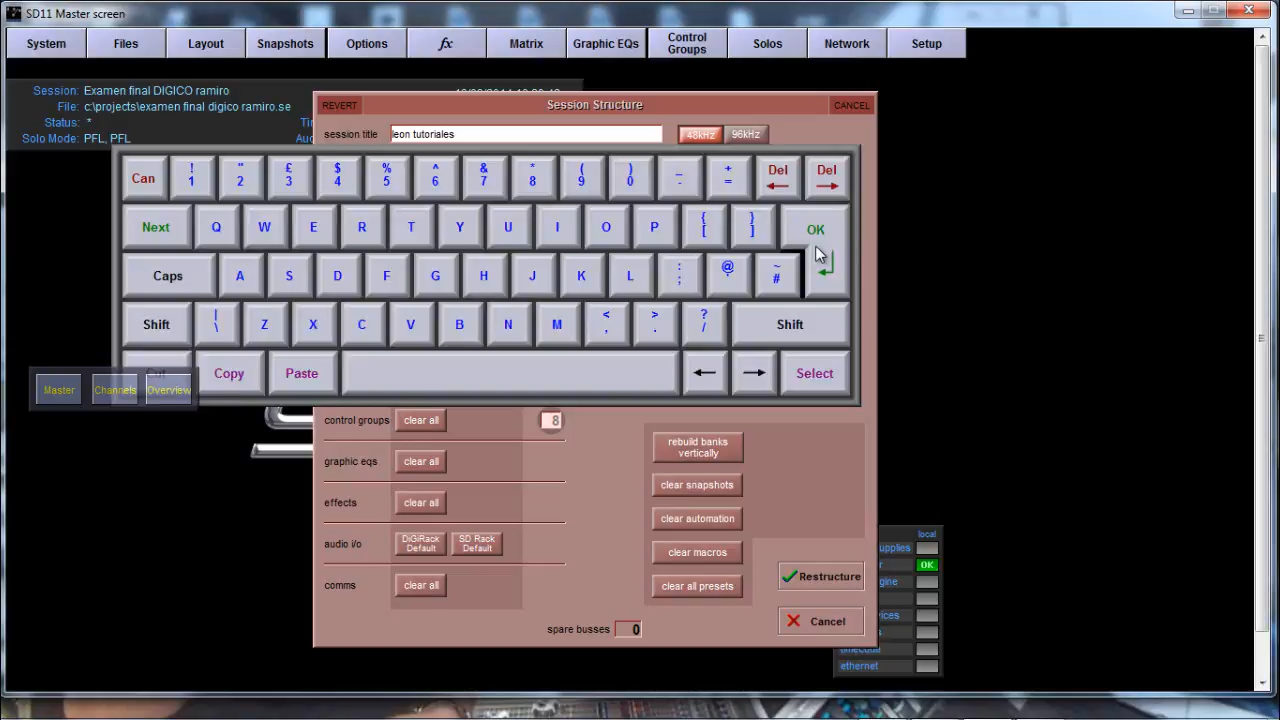 SD11 Master screen
System Files Layout Snapshots Options fx Matrix Graphic EQs Control Groups Solos Network Setup
Session: Examen final DIGICO ramiro
File: c:\projects\examen final digico ramiro.se
Status: *
Solo Mode: PFL, PFL
REVERT Session Structure CANCEL
session title leon tutoriales 48kHz 96kHz
Can ! 1 " 2 £ 3 $ 4 % 5 ^ 6 & 7 * 8 ( 9 ) 0 _ - + = Del Del
Next Q W E R T Y U I O P { [ } ] OK
Caps A S D F G H J K L : ; @ ' ~ #
Shift | \ Z X C V B N M < , > . ? / Shift
Copy Paste Select
Master Channels Overview
control groups clear all 8
rebuild banks vertically
graphic eqs clear all
clear snapshots
effects clear all
clear automation
audio i/o DiGiRack Default SD Rack Default
clear macros
comms clear all
clear all presets
Restructure
Cancel
spare busses 0
local
upplies
r OK
gine
vices
s
timecode
ethernet